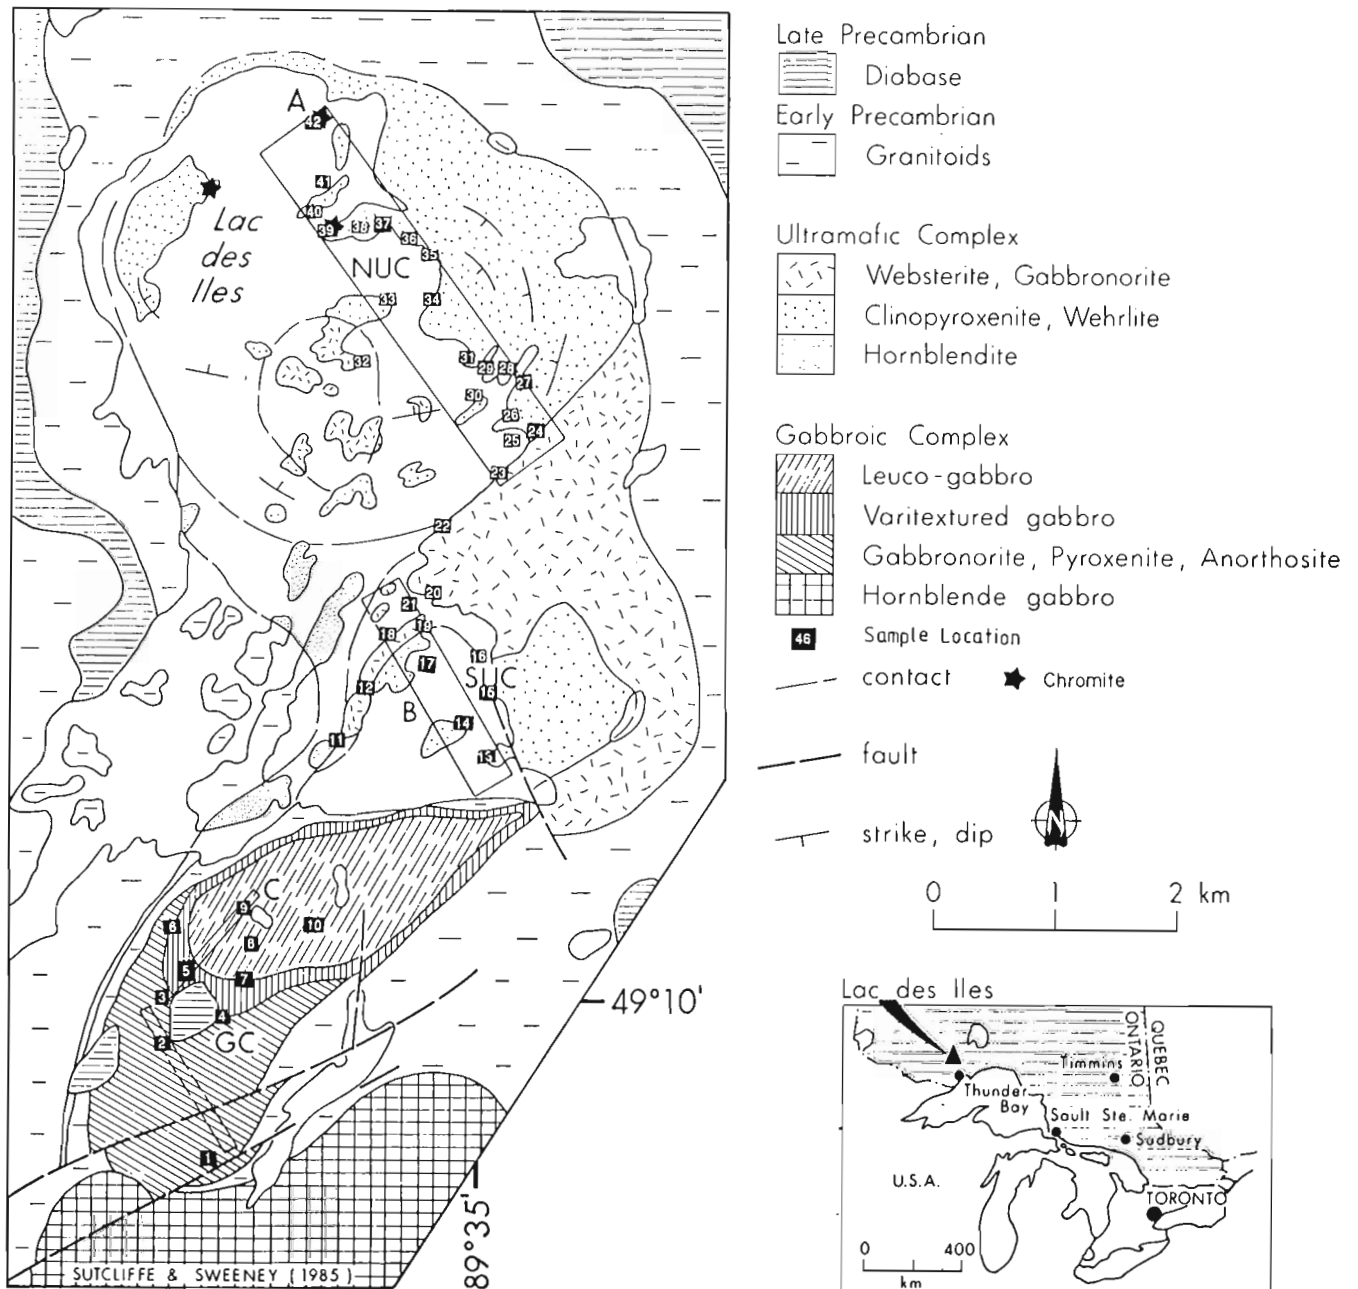 A
42
41
40
39
38
37
36
35
Lac
des
Iles
NUC
33
34
32
31
29
28
27
30
26
25
24
23
22
21
20
18
19
17
16
SUC
16
12
B
14
11
15
C
9
10
6
6
5
7
3
4
GC
2
1
49°10'
89°35'
SUTCLIFFE & SWEENEY (1985)
Late Precambrian
Diabase
Early Precambrian
Granitoids
Ultramafic Complex
Websterite, Gabbronorite
Clinopyroxenite, Wehrlite
Hornblendite
Gabbroic Complex
Leuco-gabbro
Varitextured gabbro
Gabbronorite, Pyroxenite, Anorthosite
Hornblende gabbro
46 Sample Location
contact
Chromite
fault
N
strike, dip
0 1 2 km
Lac des Iles
ONTARIO
QUEBEC
Timmins
Thunder
Bay
Sault Ste. Marie
Sudbury
U.S.A.
TORONTO
0 400
km